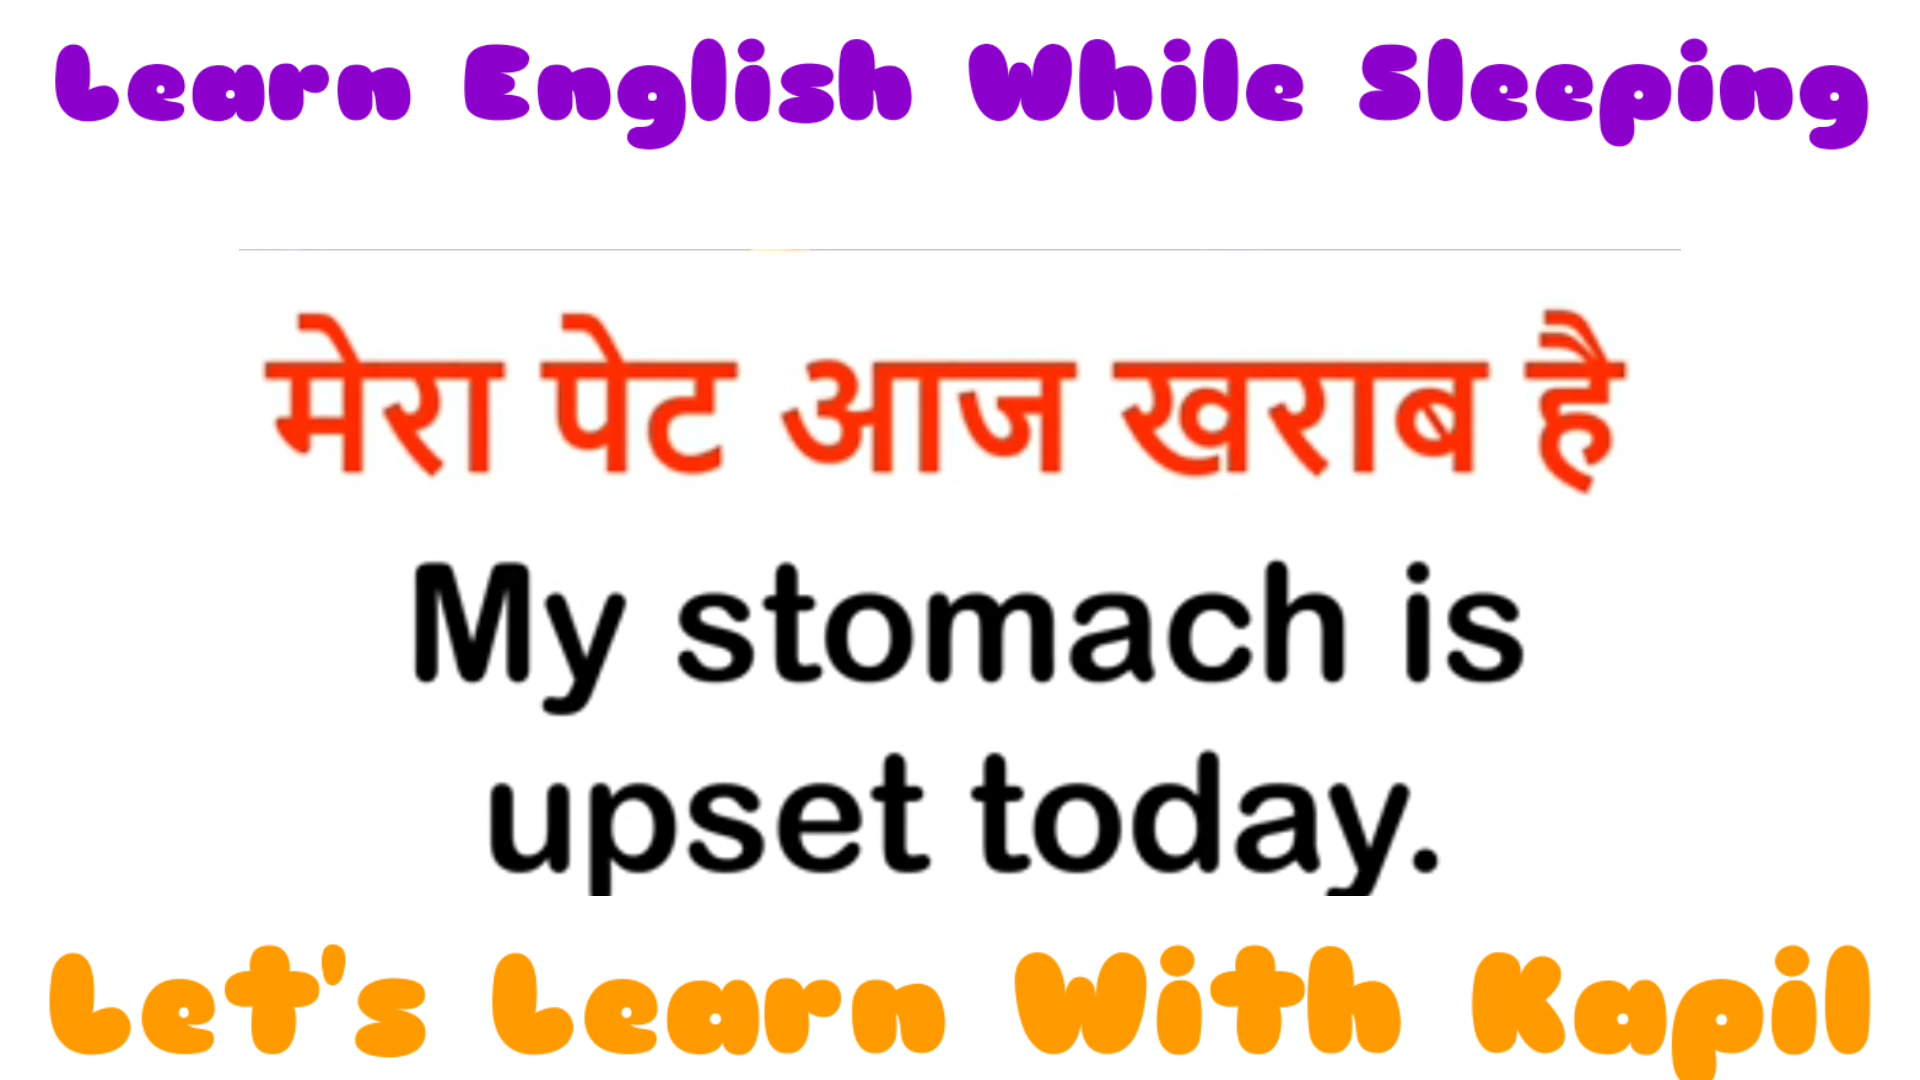 Learn English While Sleeping
मेरा पेट आज खराब है
My stomach is
upset today.
Let's Learn With Kapil